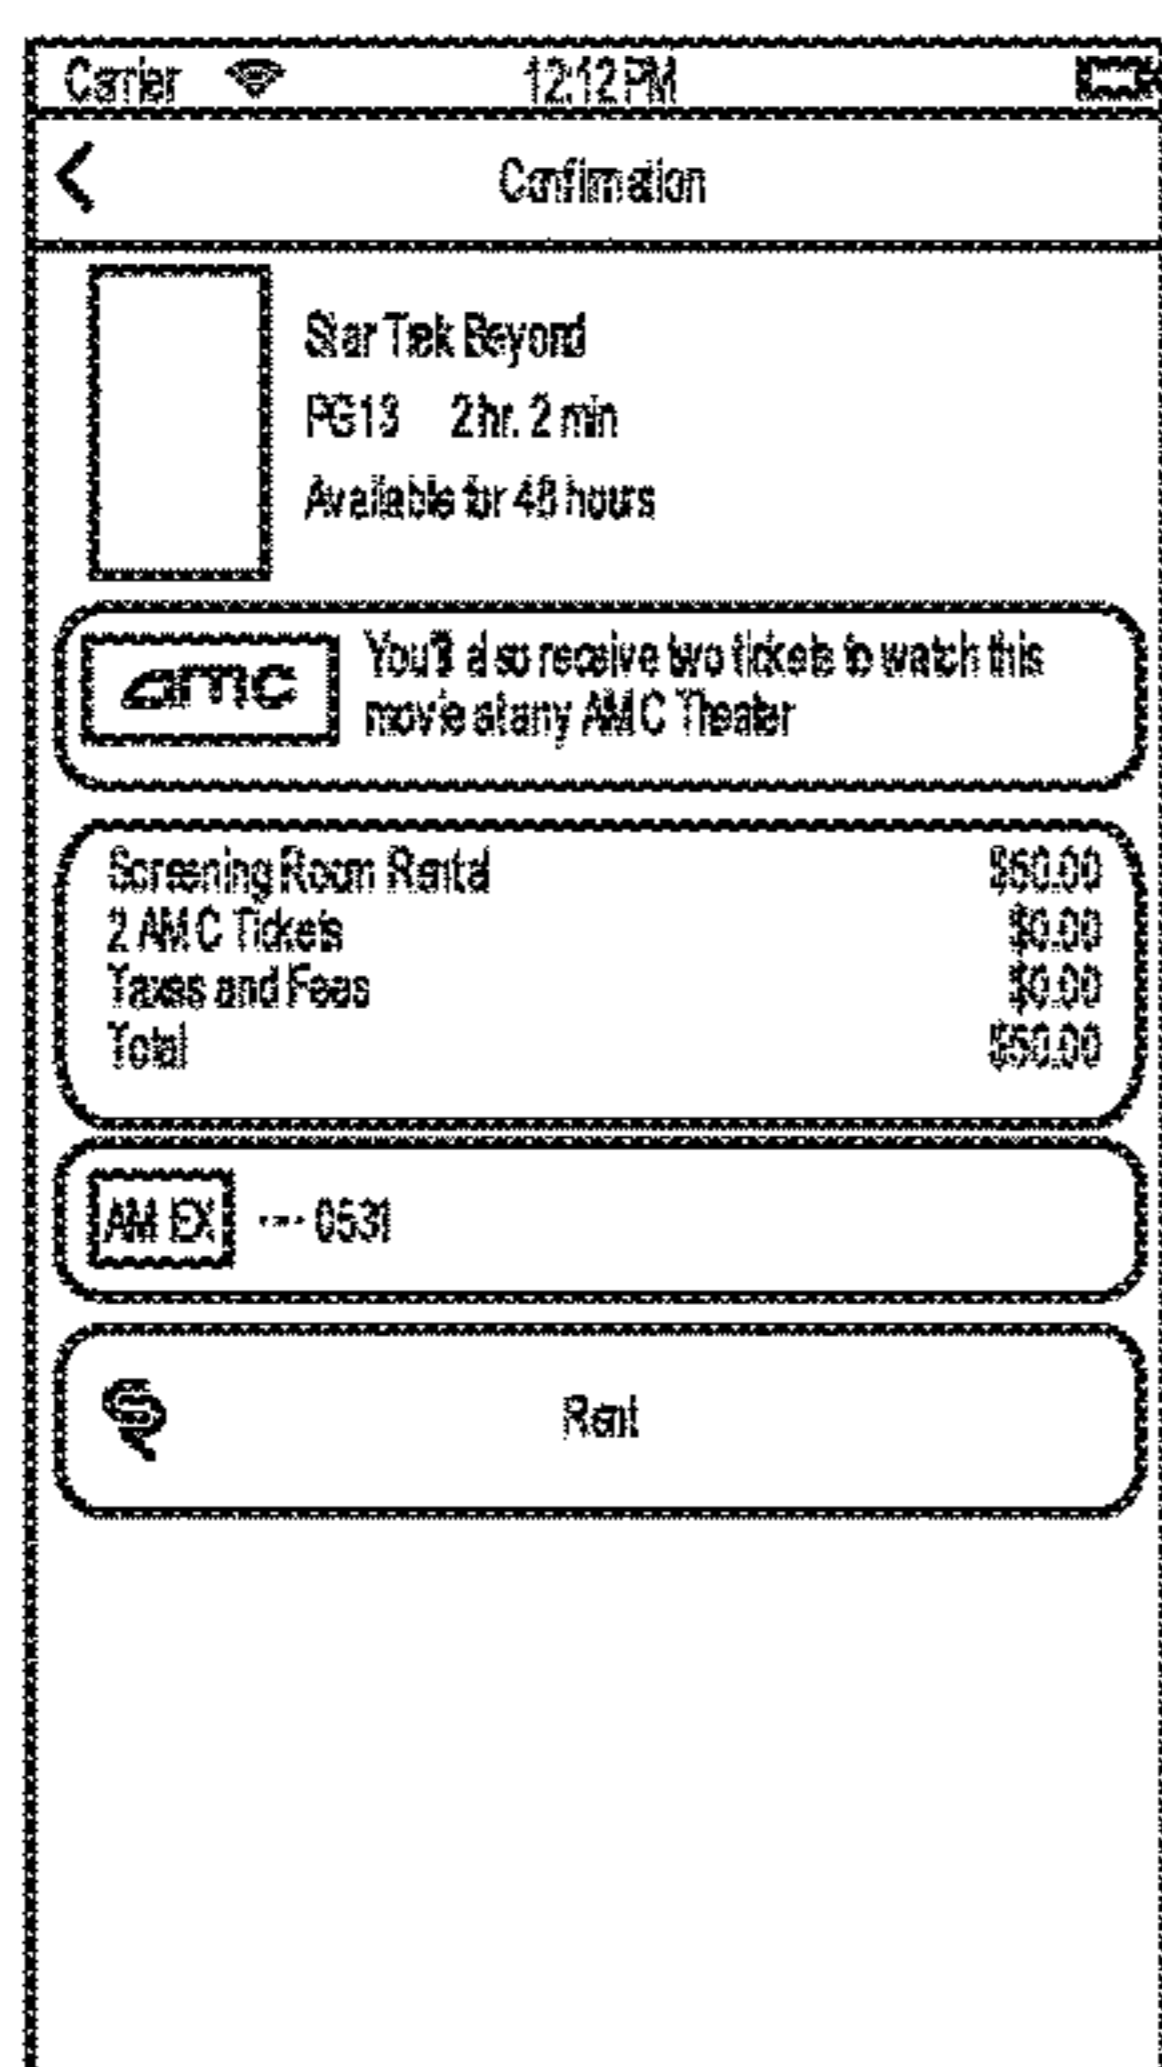 Carrier 12:12 PM
Confirmation
Star Trek Beyond
PG13 2 hr. 2 min
Available for 48 hours
amc
You'll also receive two tickets to watch this
movie at any AMC Theater
Screening Room Rental $50.00
2 AMC Tickets $0.00
Taxes and Fees $0.00
Total $50.00
AMEX ---- 0531
Rent